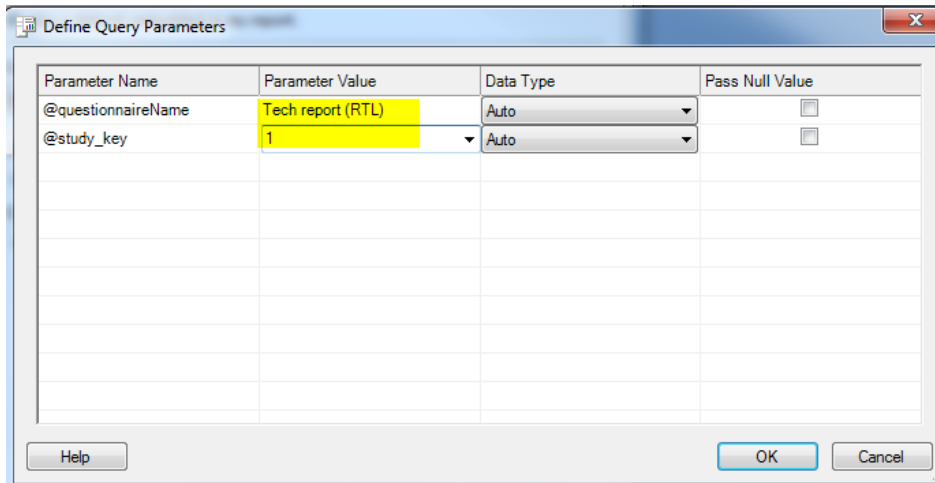 Define Query Parameters
Parameter Name Parameter Value Data Type Pass Null Value
@questionnaireName Tech report (RTL) Auto
@study_key 1 Auto
Help OK Cancel